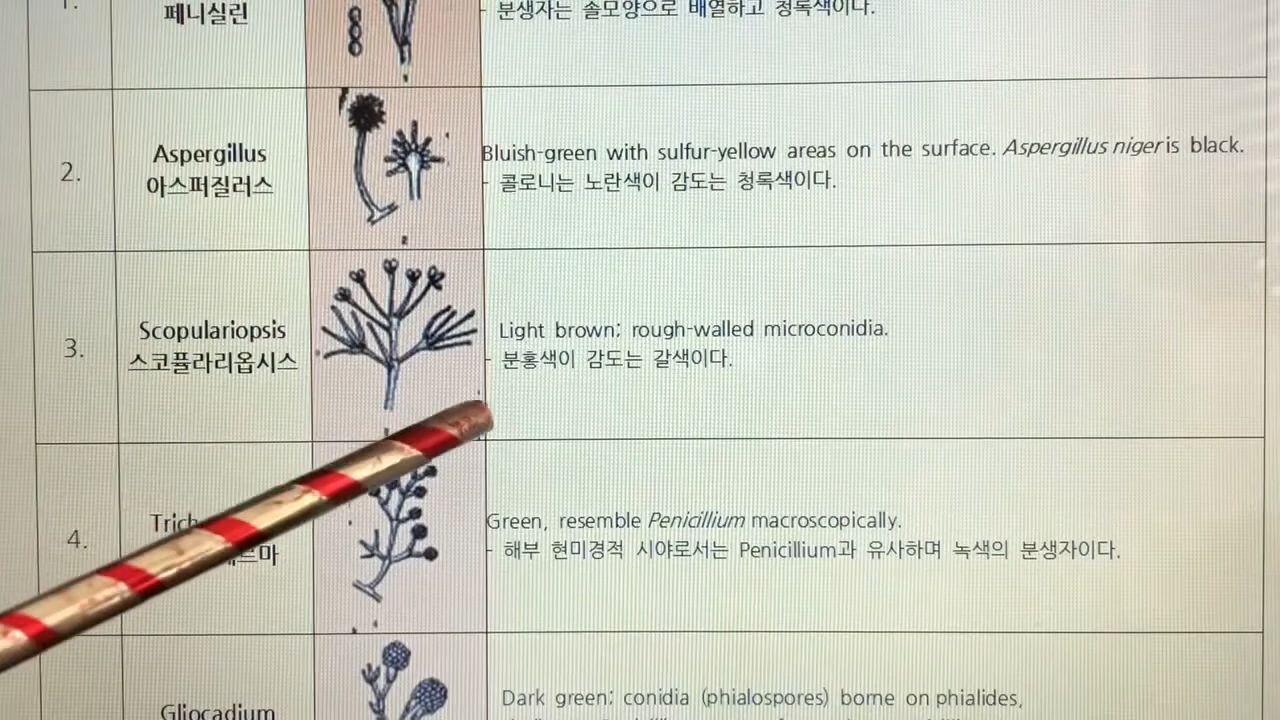 1.
페니실린
- 분생자는 솔모양으로 배열하고 청록색이다.
2.
Aspergillus
아스퍼질러스
2
Bluish-green with sulfur-yellow areas on the surface. Aspergillus niger is black.
- 콜로니는 노란색이 감도는 청록색이다.
3.
Scopulariopsis
스코퓰라리옵시스
Light brown: rough-walled microconidia.
- 분홍색이 감도는 갈색이다.
4.
Green, resemble Penicillium macroscopically.
- 해부 현미경적 시야로서는 Penicillium과 유사하며 녹색의 분생자이다.
Gliocadium
Dark green: conidia (phialospores) borne on phialides,